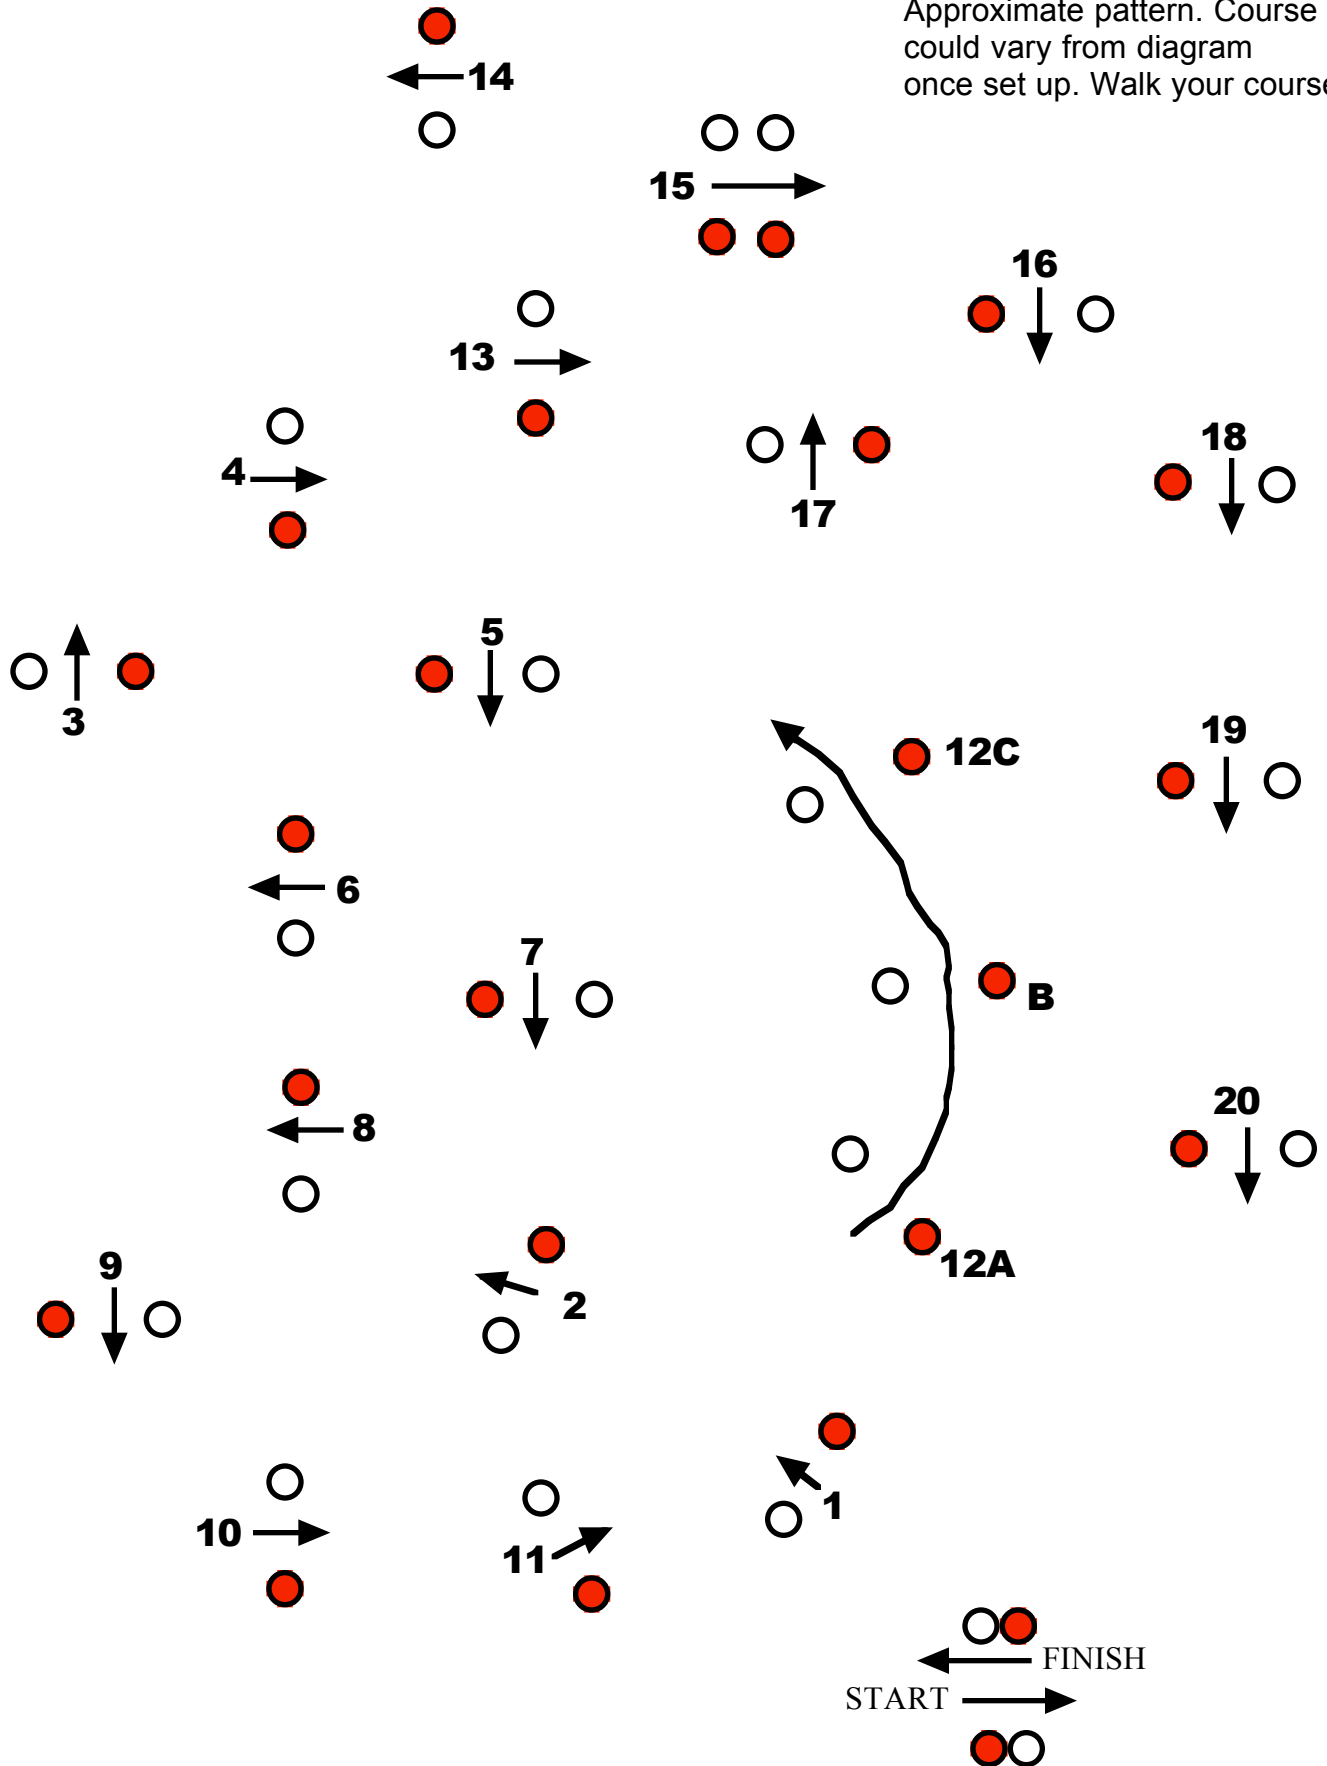 Approximate pattern. Course
could vary from diagram
once set up. Walk your course
14
15
16
13
18
4
17
5
3
12C
19
6
7
B
8
20
9
12A
2
1
10
11
FINISH
START